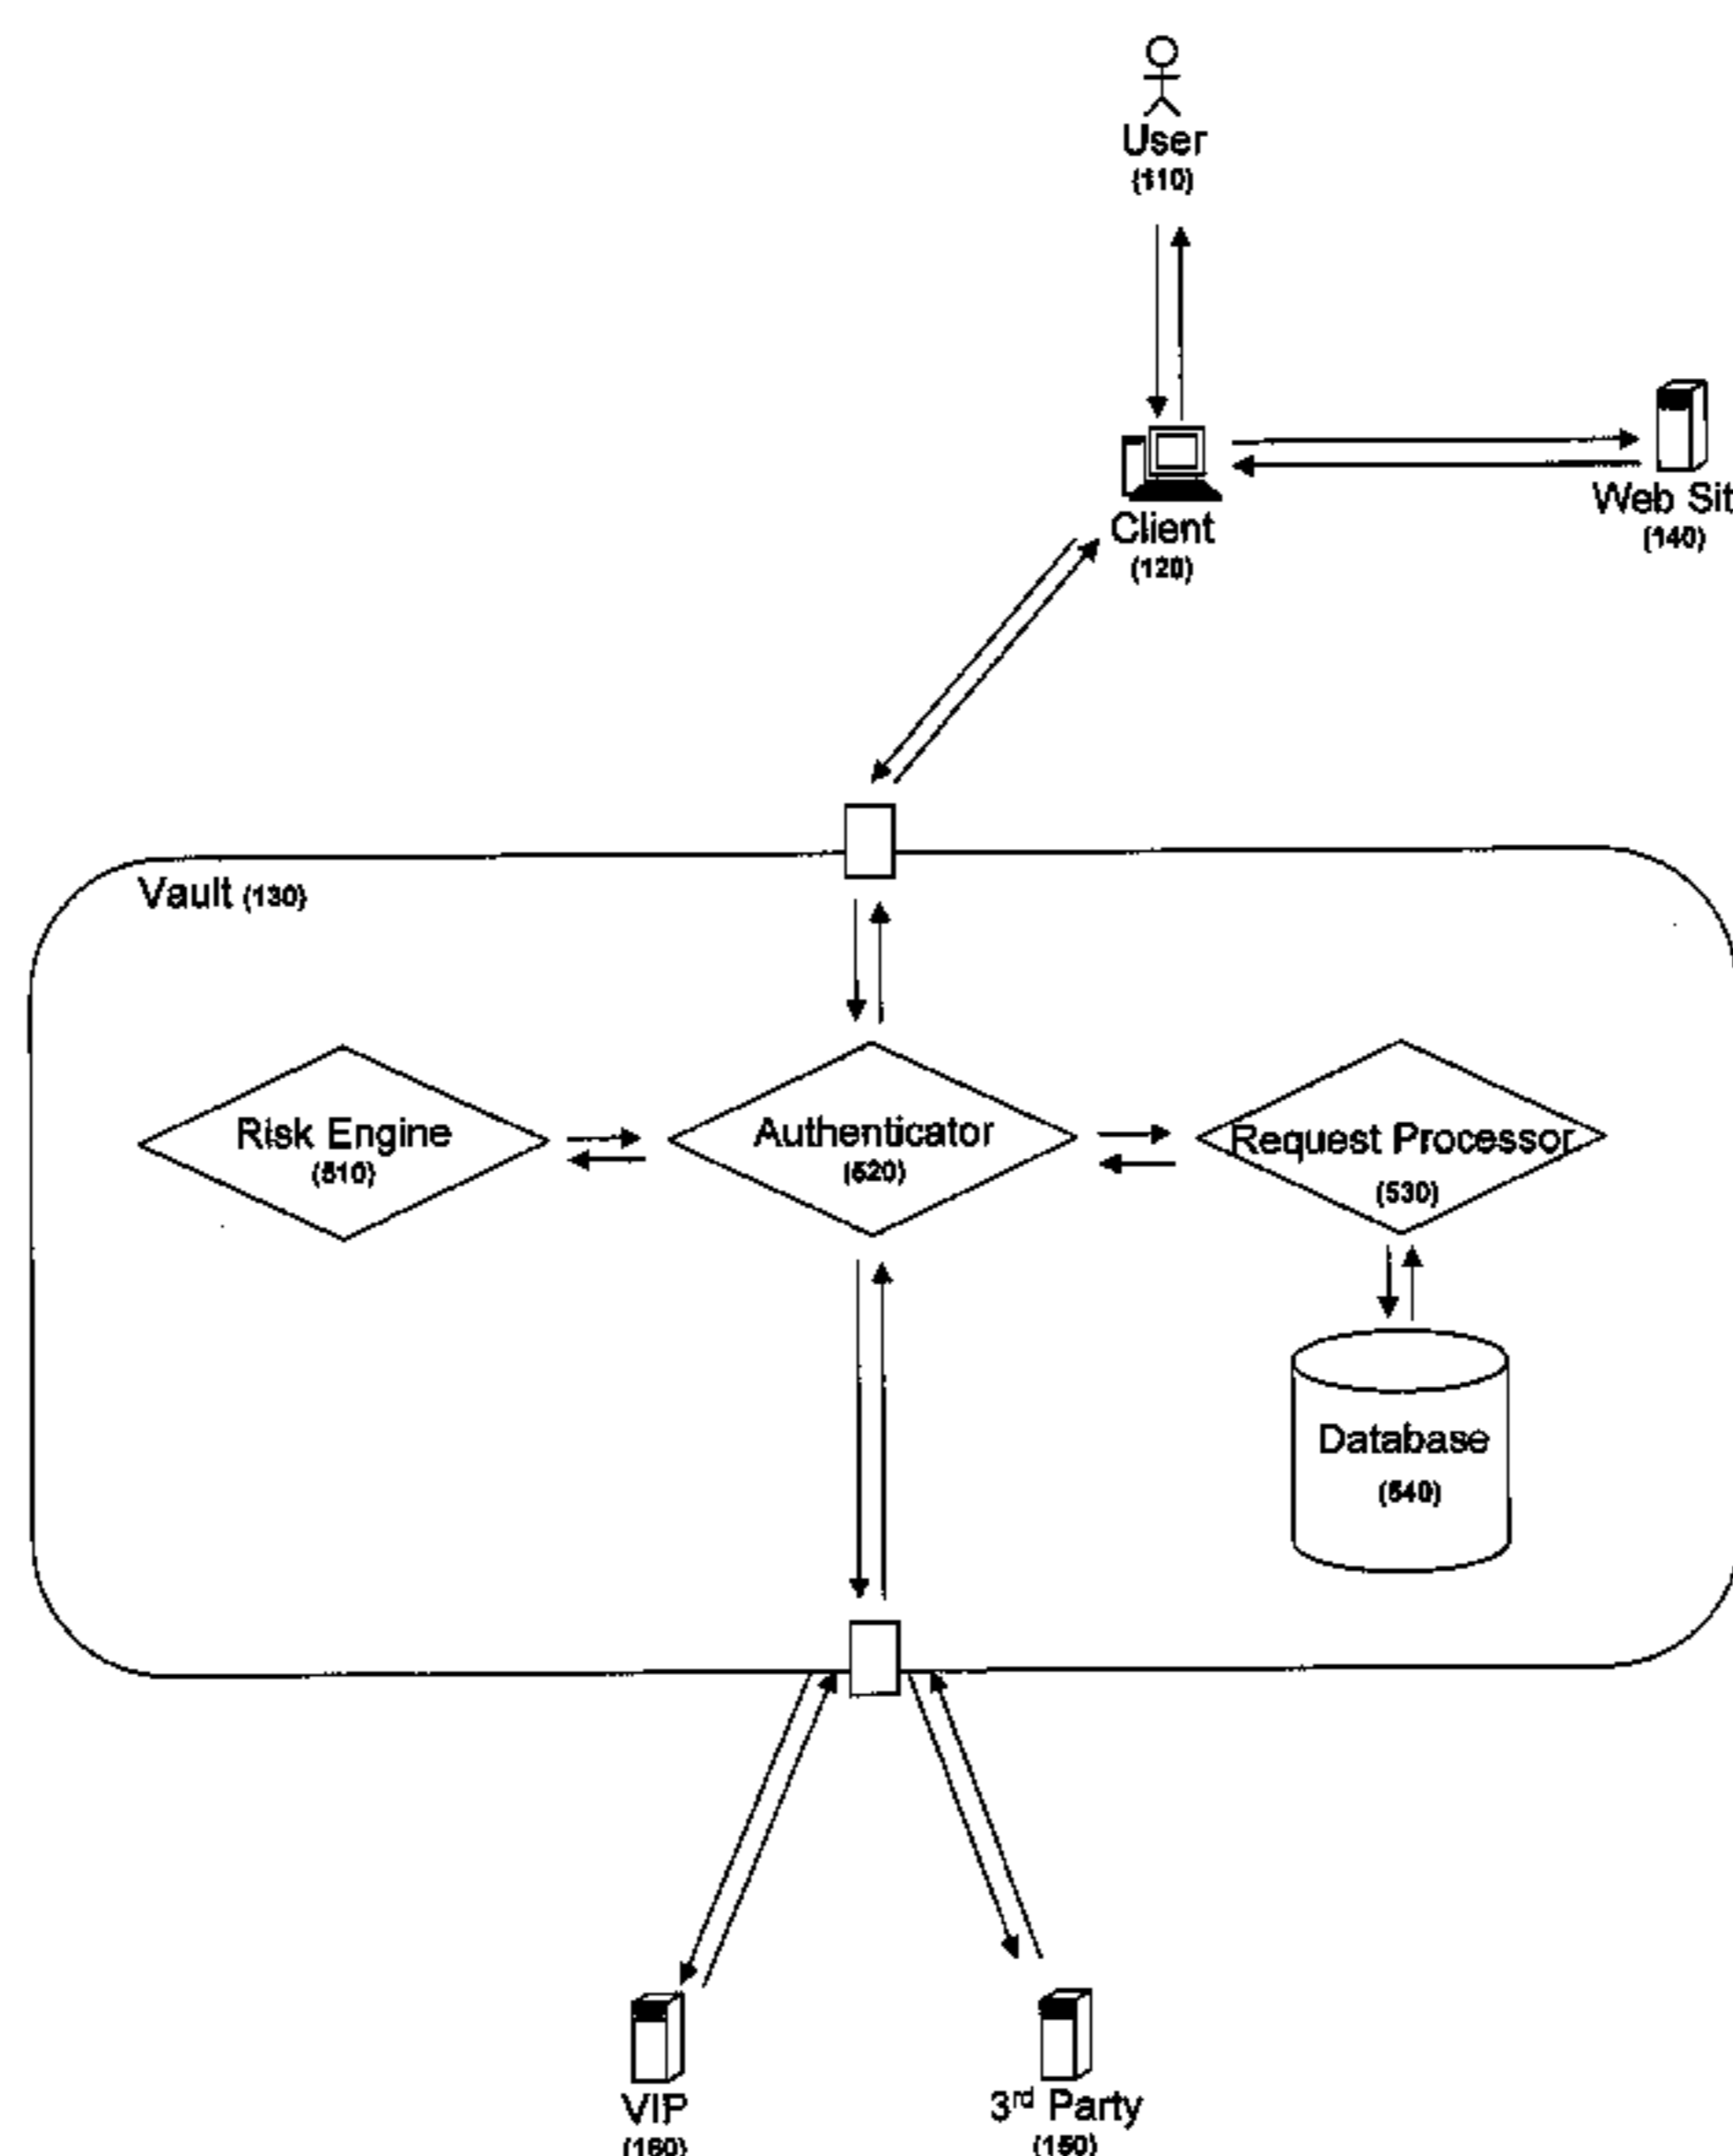 User
(110)
Web Sit
(140)
Client
(120)
Vault (130)
Risk Engine
(510)
Authenticator
(520)
Request Processor
(530)
Database
(540)
VIP
(160)
3rd Party
(150)